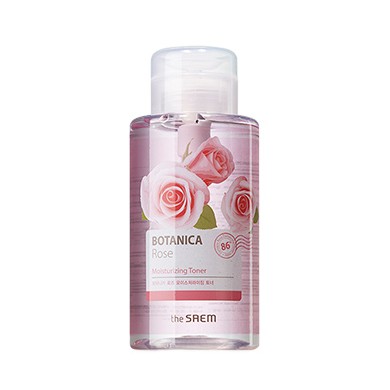 BOTANICA
Rose
86
Moisturizing Toner
the SAEM